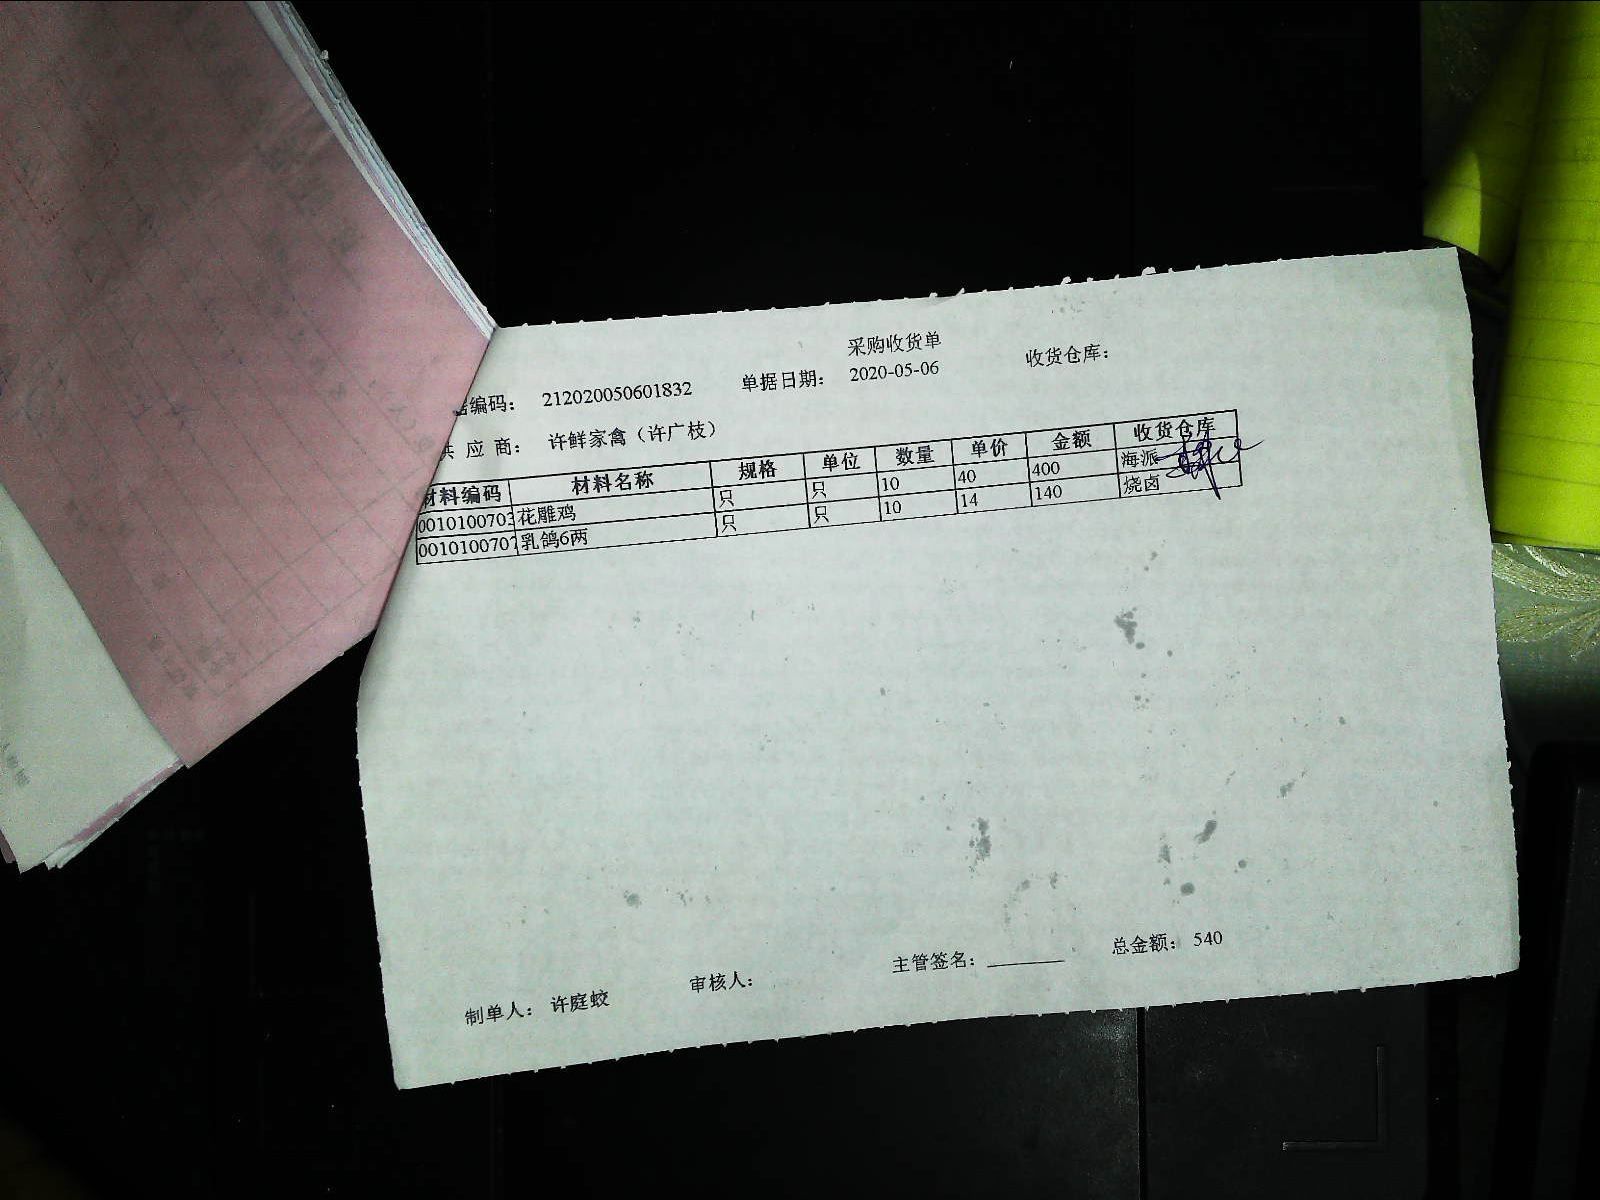 采购收货单
编码： 212020050601832 单据日期： 2020-05-06 收货仓库：
供 应 商： 许鲜家禽（许广枝）
材料编码 材料名称 规格 单位 数量 单价 金额 收货仓库
0010100703 花雕鸡 只 只 10 40 400 海派
0010100707 乳鸽6两 只 只 10 14 140 烧卤
制单人： 许庭蛟 审核人： 主管签名： 总金额： 540